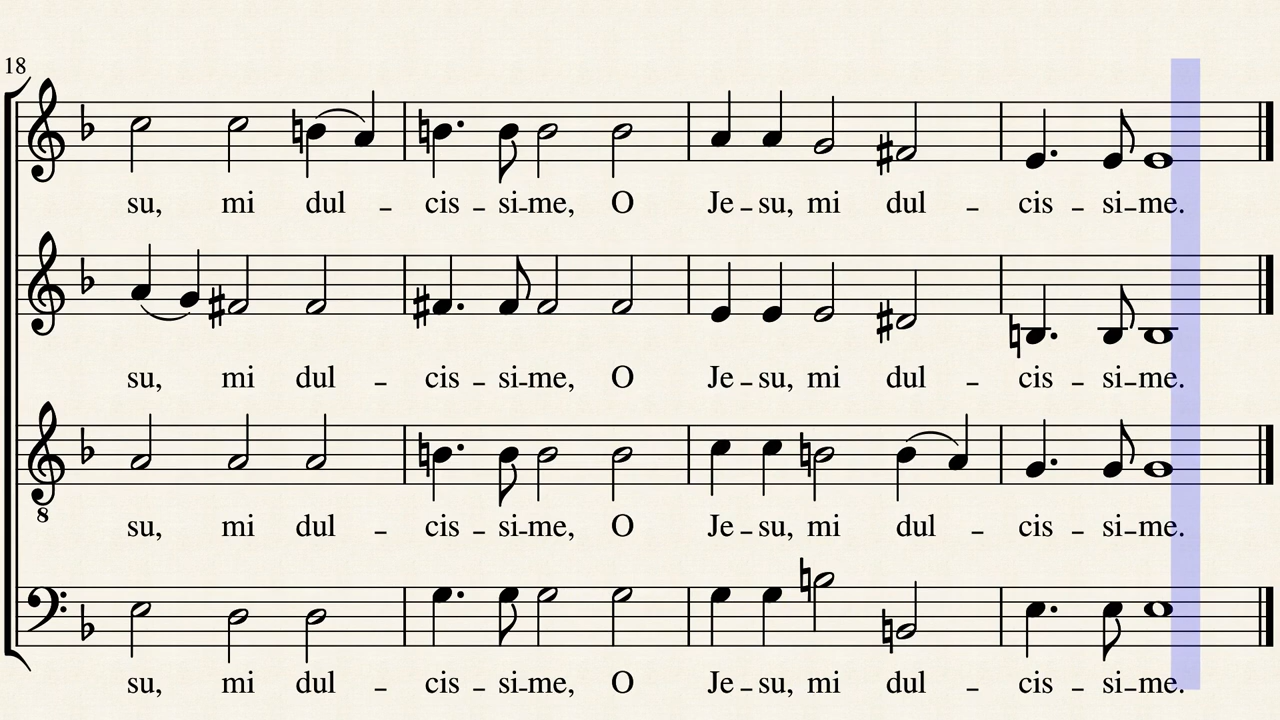 18
su, mi dul - cis - si-me, O Je - su, mi dul - cis - si-me.
su, mi dul - cis - si-me, O Je - su, mi dul - cis - si-me.
8
su, mi dul - cis - si-me, O Je - su, mi dul - cis - si-me.
su, mi dul - cis - si-me, O Je - su, mi dul - cis - si-me.